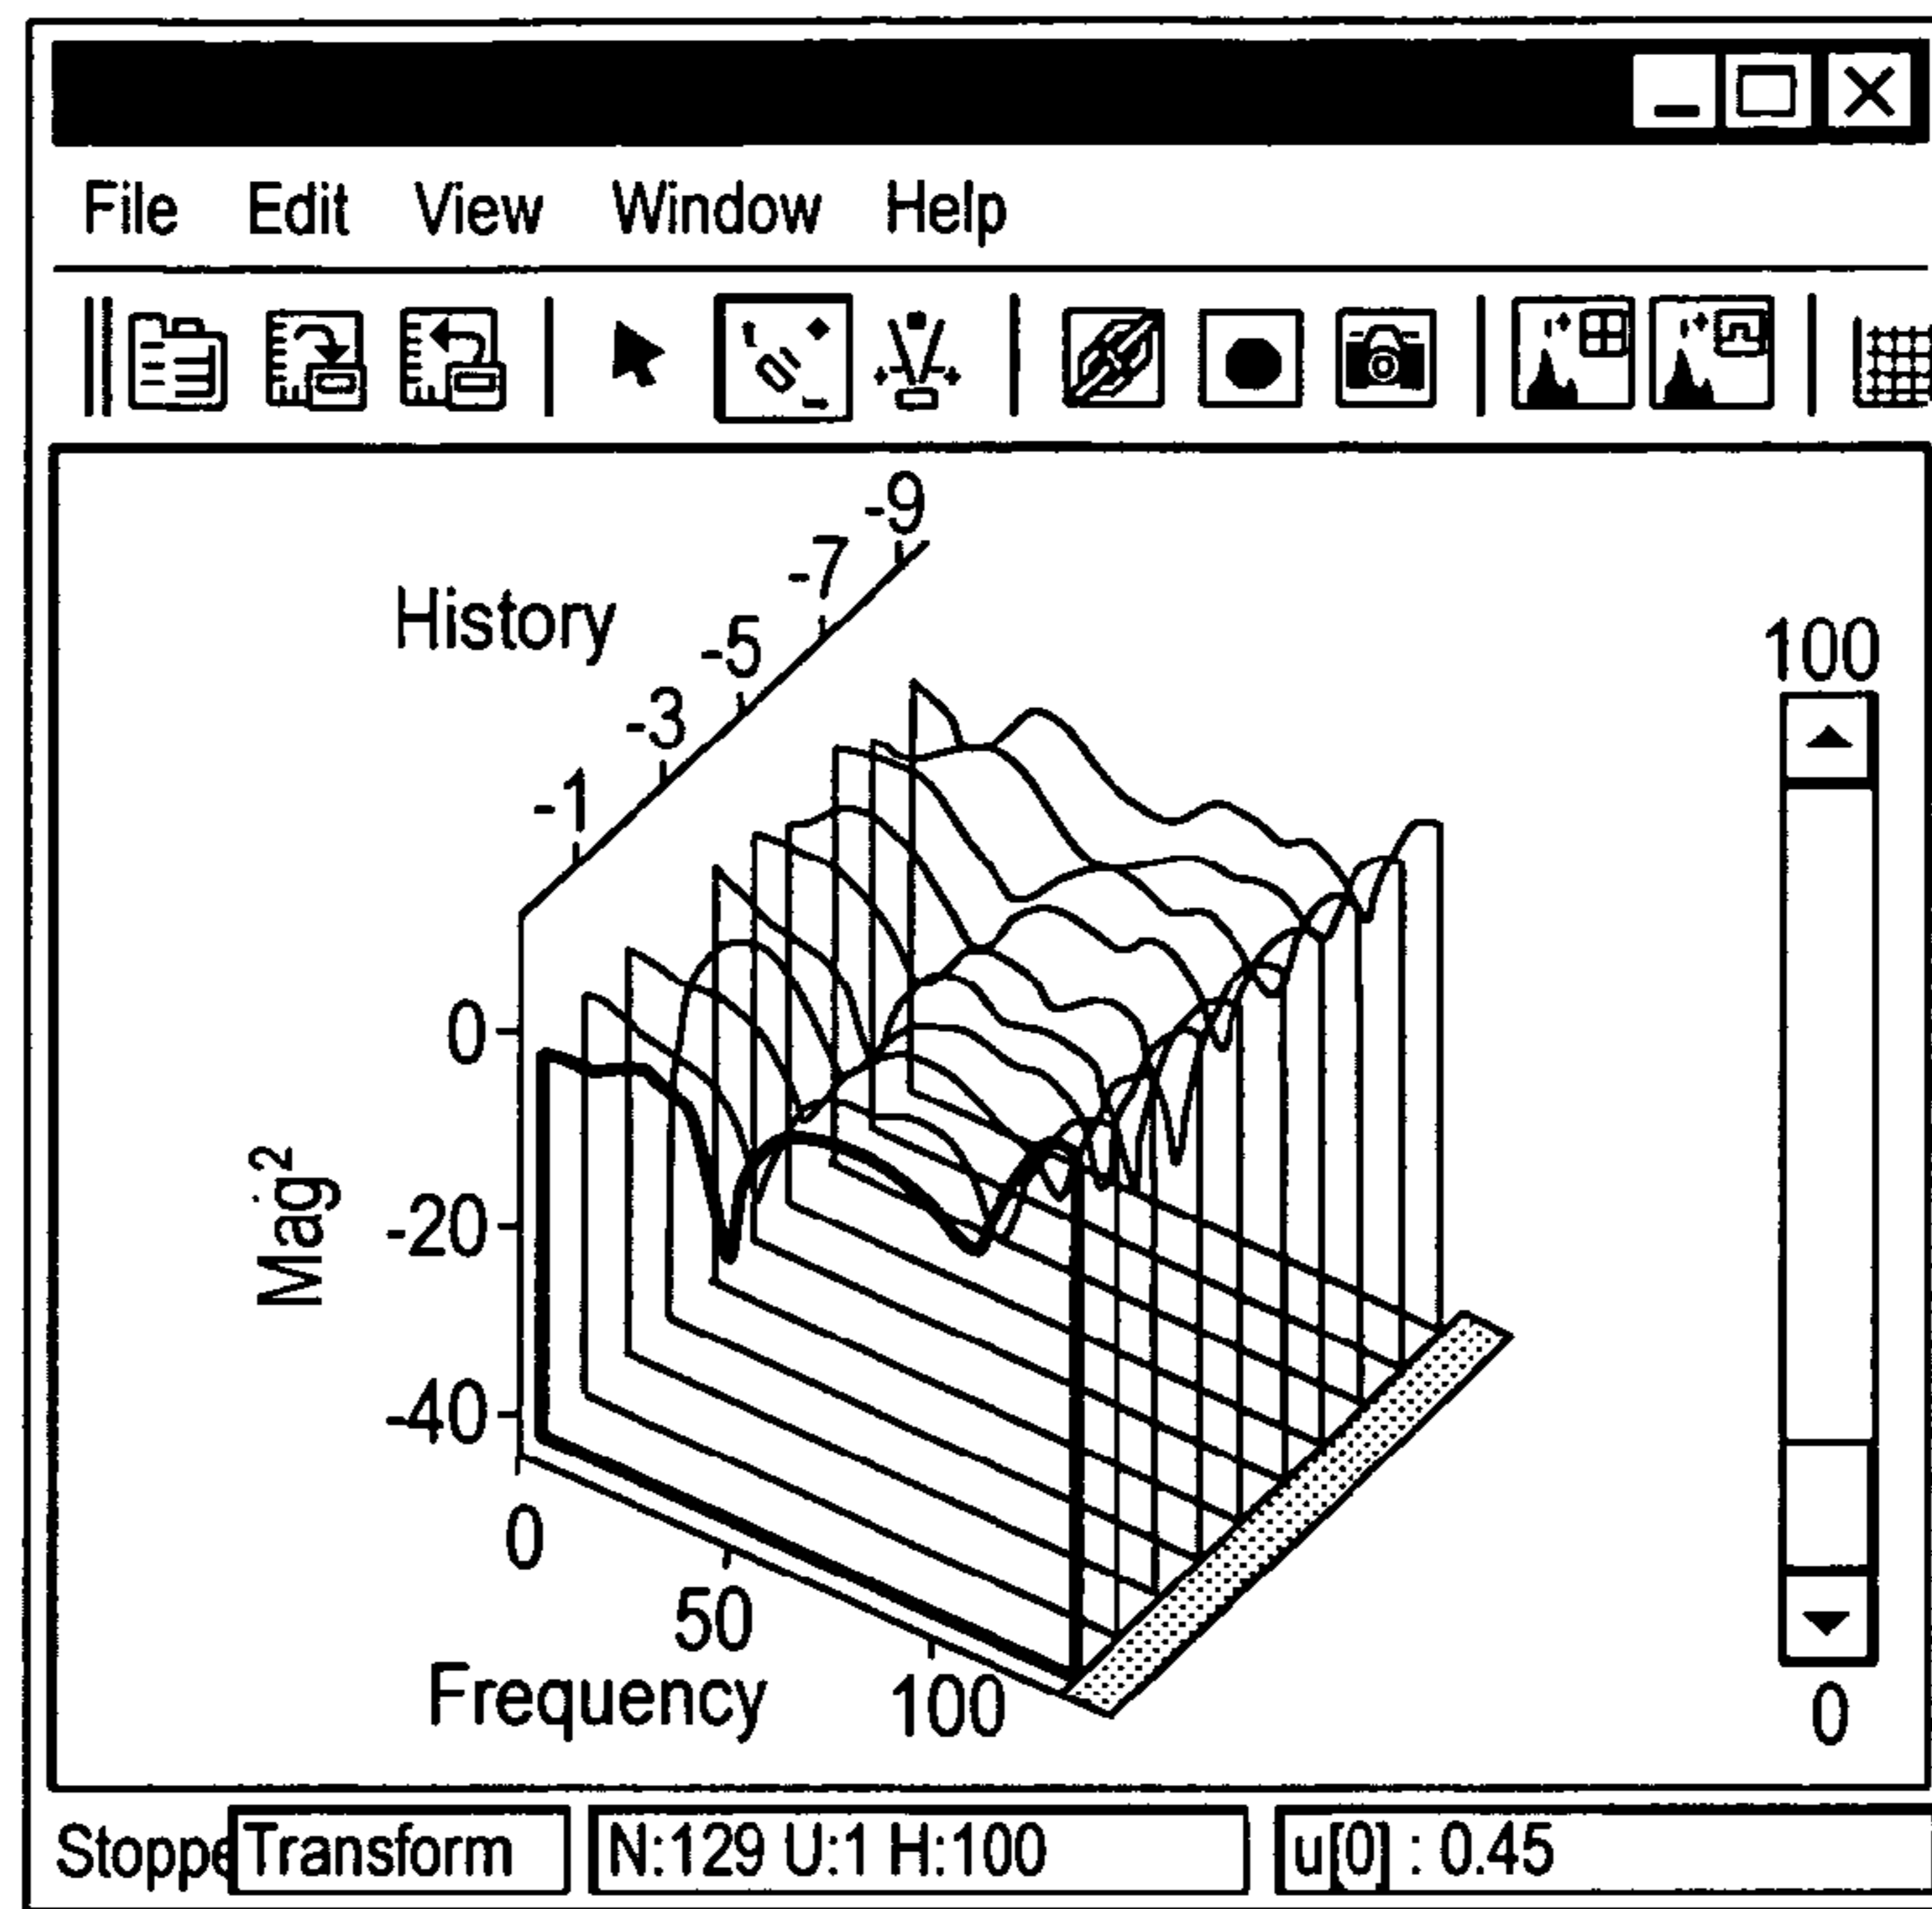 File Edit View Window Help
-9
-7
History
-5
100
-3
-1
0
Mag²
-20
-40
0
50
Frequency
100
0
Stoppe Transform N:129 U:1 H:100 u[0] : 0.45